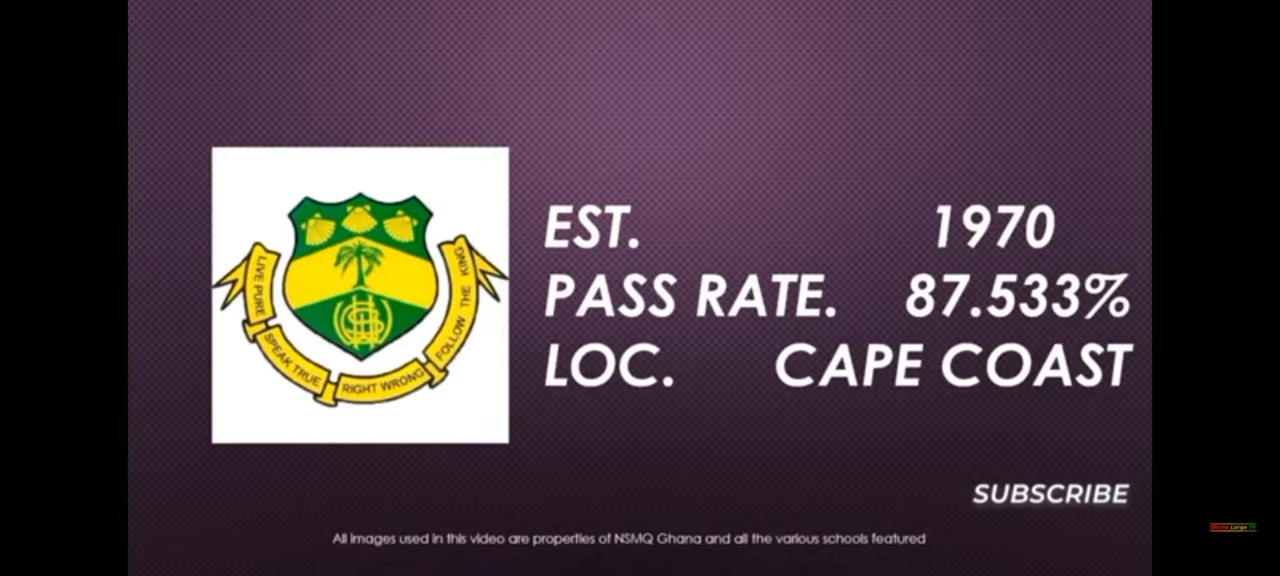 EST. 1970
PASS RATE. 87.533%
LOC. CAPE COAST
LIVE PURE
SPEAK TRUE
RIGHT WRONG
FOLLOW THE KING
SUBSCRIBE
All images used in this video are properties of NSMQ Ghana and all the various schools featured